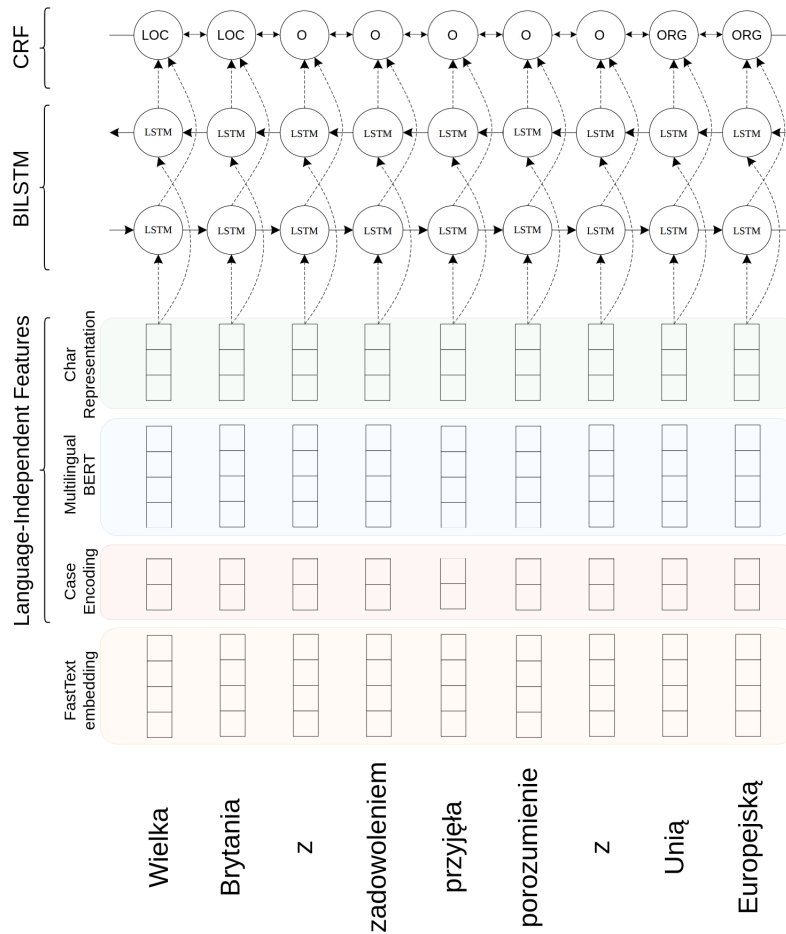 CRF
LOC LOC O O O O O ORG ORG
BILSTM
LSTM LSTM LSTM LSTM LSTM LSTM LSTM LSTM LSTM
LSTM LSTM LSTM LSTM LSTM LSTM LSTM LSTM LSTM
Language-Independent Features
Char
Representation
Multilingual
BERT
Case
Encoding
FastText
embedding
Wielka
Brytania
z
zadowoleniem
przyjęła
porozumienie
z
Unią
Europejską